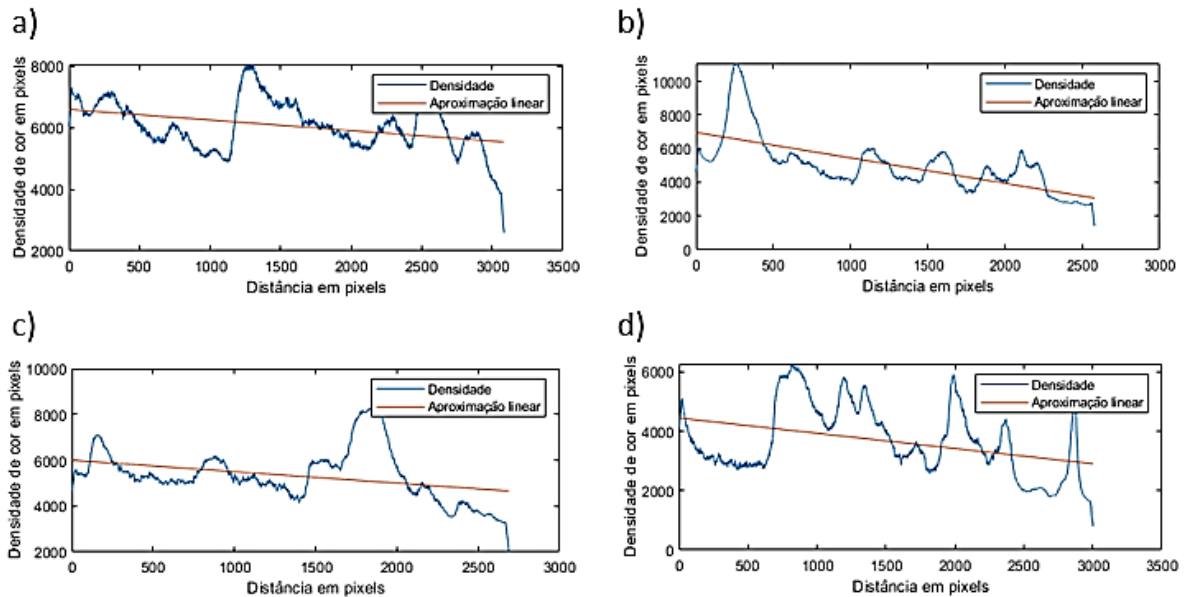 a)
Densidade de cor em pixels
8000
6000
4000
2000
Densidade
Aproximação linear
0 500 1000 1500 2000 2500 3000 3500
Distância em pixels
b)
Densidade de cor em pixels
10000
8000
6000
4000
2000
0
Densidade
Aproximação linear
0 500 1000 1500 2000 2500 3000
Distância em pixels
c)
Densidade de cor em pixels
10000
8000
6000
4000
2000
Densidade
Aproximação linear
0 500 1000 1500 2000 2500 3000
Distância em pixels
d)
Densidade de cor em pixels
6000
4000
2000
0
Densidade
Aproximação linear
0 500 1000 1500 2000 2500 3000 3500
Distância em pixels